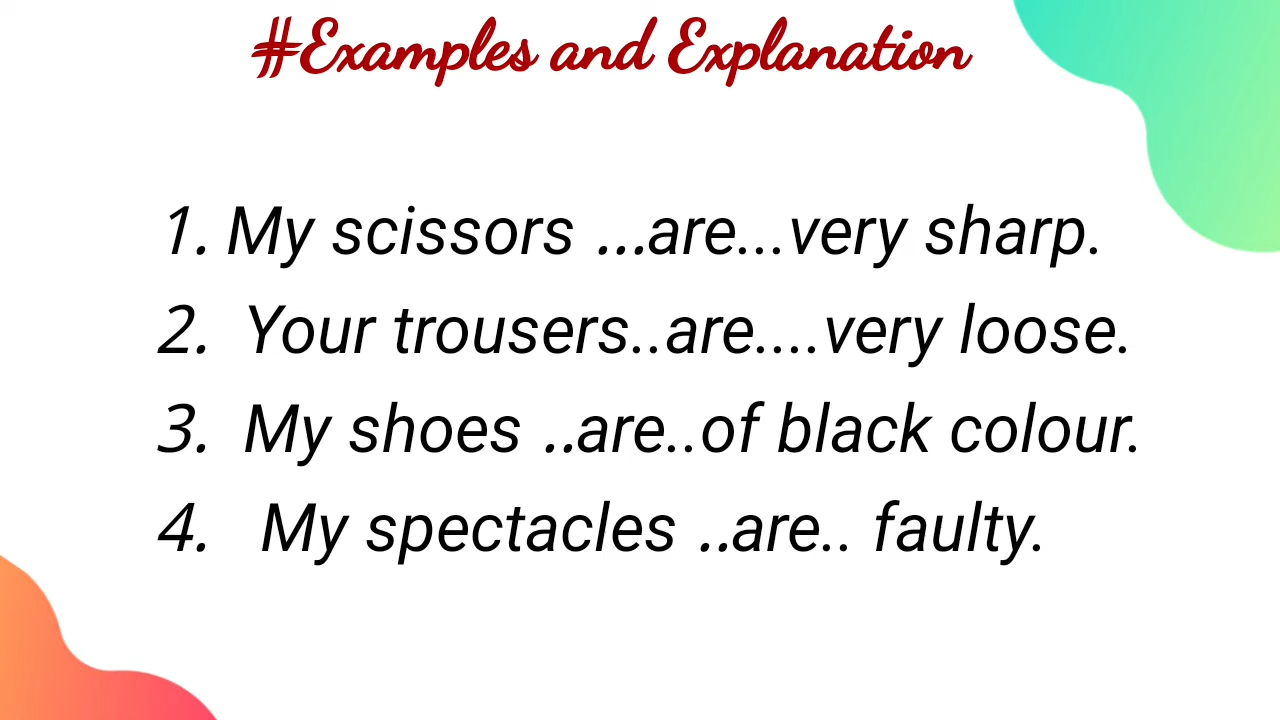 #Examples and Explanation
1. My scissors ...are...very sharp.
2. Your trousers..are....very loose.
3. My shoes ..are..of black colour.
4. My spectacles ..are.. faulty.